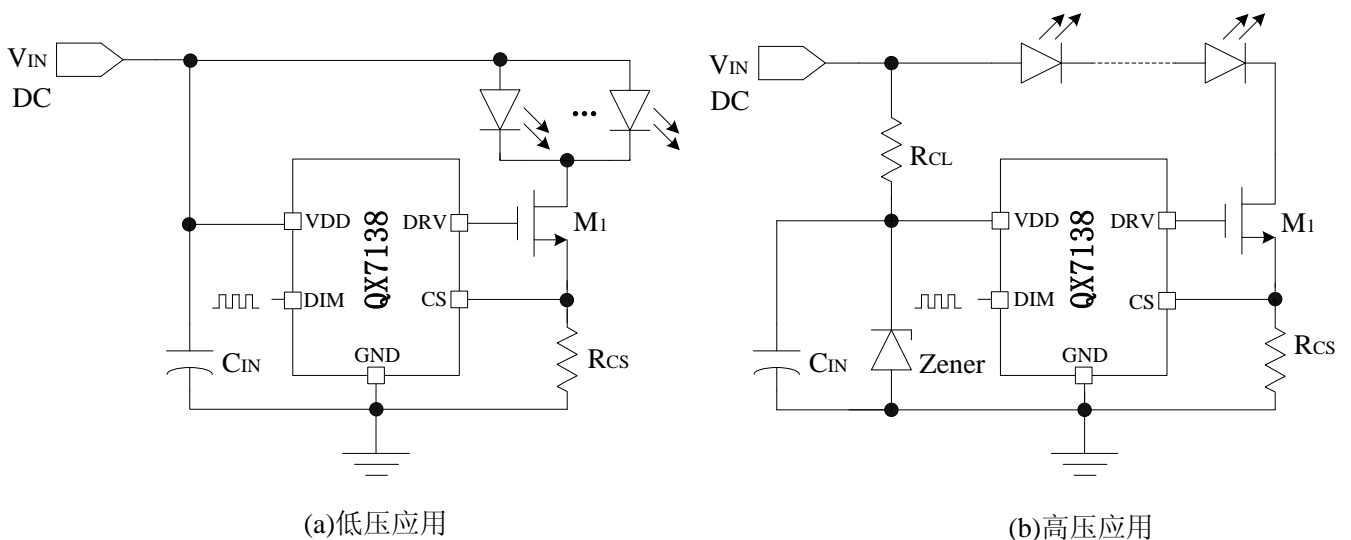 VIN
DC
VDD
DRV
M1
QX7138
DIM
CS
GND
CIN
RCS
(a)低压应用
VIN
DC
RCL
VDD
DRV
M1
QX7138
DIM
CS
GND
CIN
Zener
RCS
(b)高压应用